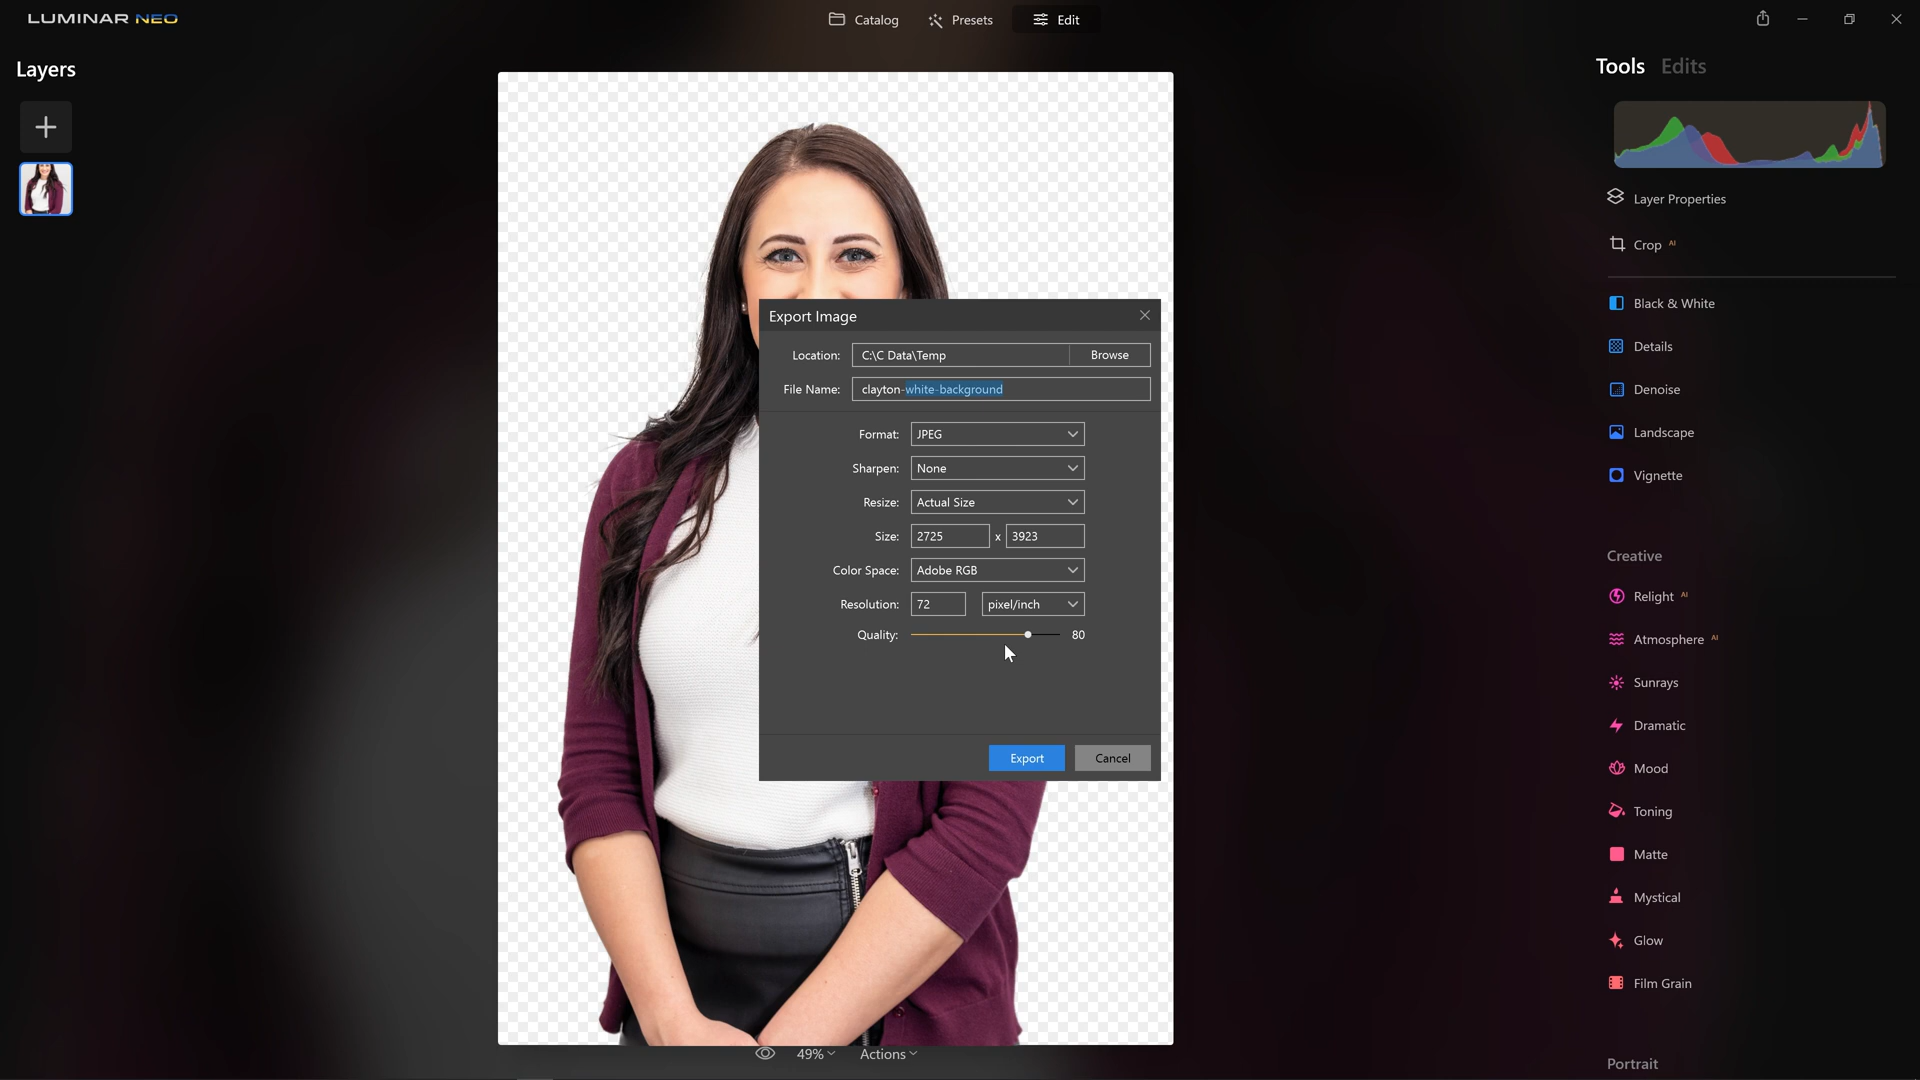 LUMINAR NEO
Catalog
Presets
Edit
Layers
Tools Edits
Layer Properties
Crop AI
Black & White
Details
Denoise
Landscape
Vignette
Creative
Relight AI
Atmosphere AI
Sunrays
Dramatic
Mood
Toning
Matte
Mystical
Glow
Film Grain
Portrait
Export Image
Location: C:\C Data\Temp Browse
File Name: clayton-white-background
Format: JPEG
Sharpen: None
Resize: Actual Size
Size: 2725 x 3923
Color Space: Adobe RGB
Resolution: 72 pixel/inch
Quality: 80
Export Cancel
49% Actions